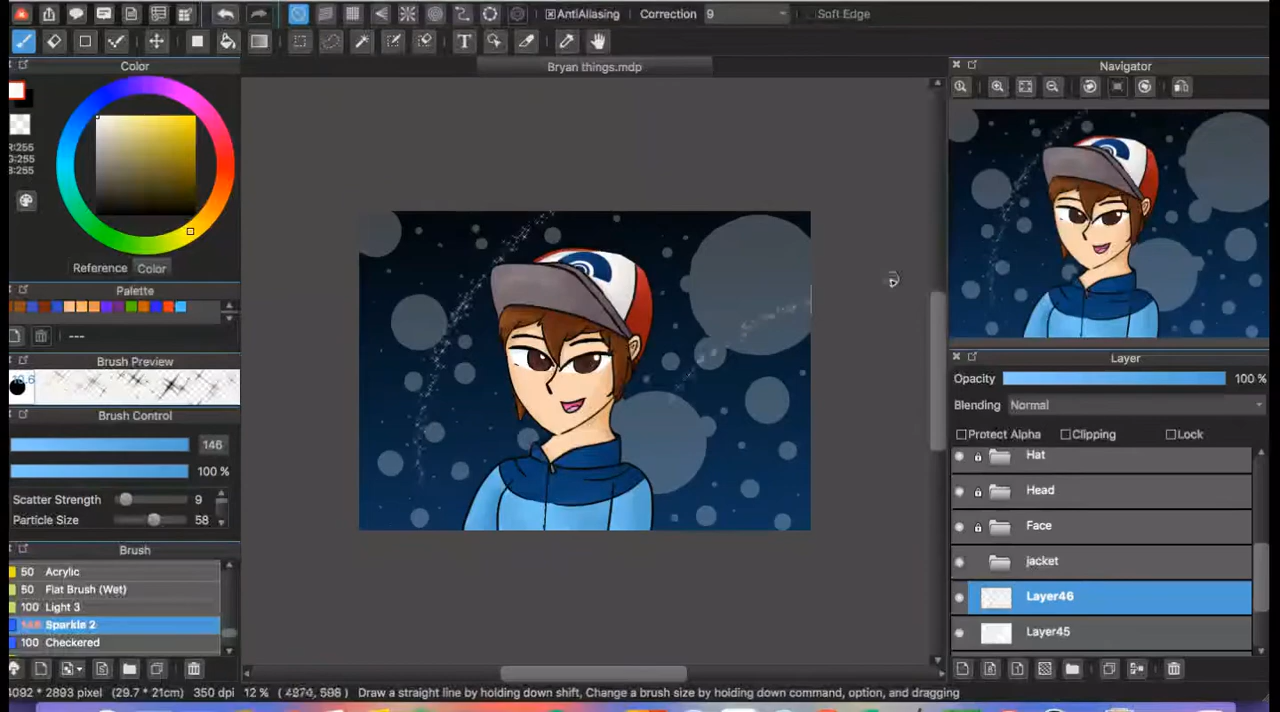 AntiAliasing Correction 9 Soft Edge
T
Bryan things.mdp
Color
Navigator
R:255
G:255
B:255
Reference Color
Palette
---
Brush Preview
Layer
Opacity 100 %
Blending Normal
Brush Control
146
100 %
Protect Alpha Clipping Lock
Hat
Head
Face
jacket
Layer46
Layer45
Scatter Strength 9
Particle Size 58
Brush
50 Acrylic
50 Flat Brush (Wet)
100 Light 3
146 Sparkle 2
100 Checkered
4092 * 2893 pixel (29.7 * 21cm) 350 dpi 12 % ( 4274, 598 ) Draw a straight line by holding down shift, Change a brush size by holding down command, option, and dragging